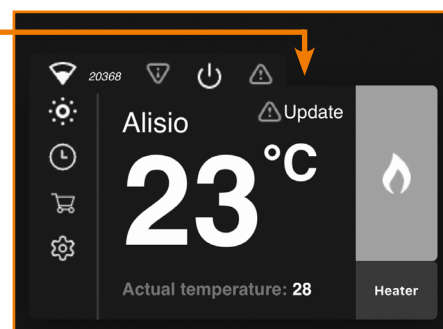 20368
Alisio
Update
23°C
Actual temperature: 28
Heater